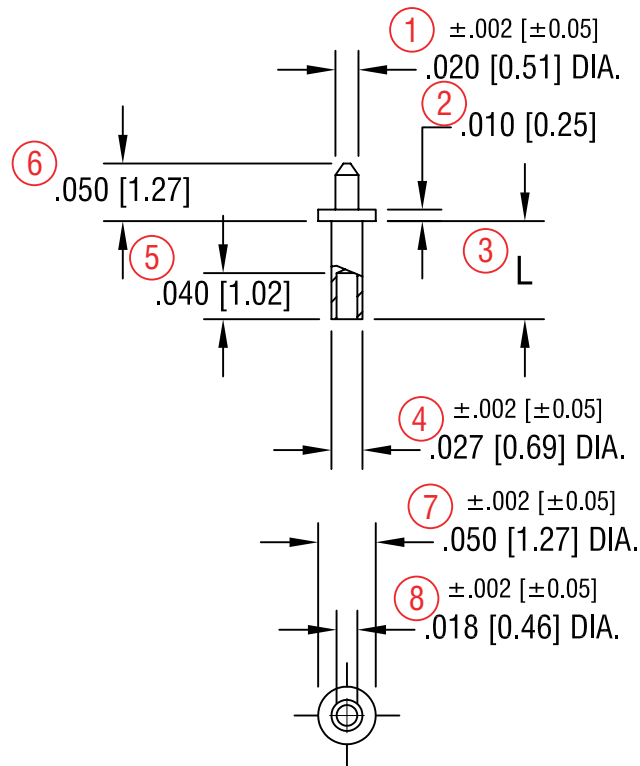 1 ±.002 [±0.05]
.020 [0.51] DIA.
2 .010 [0.25]
6 .050 [1.27]
3 L
5 .040 [1.02]
4 ±.002 [±0.05]
.027 [0.69] DIA.
7 ±.002 [±0.05]
.050 [1.27] DIA.
8 ±.002 [±0.05]
.018 [0.46] DIA.